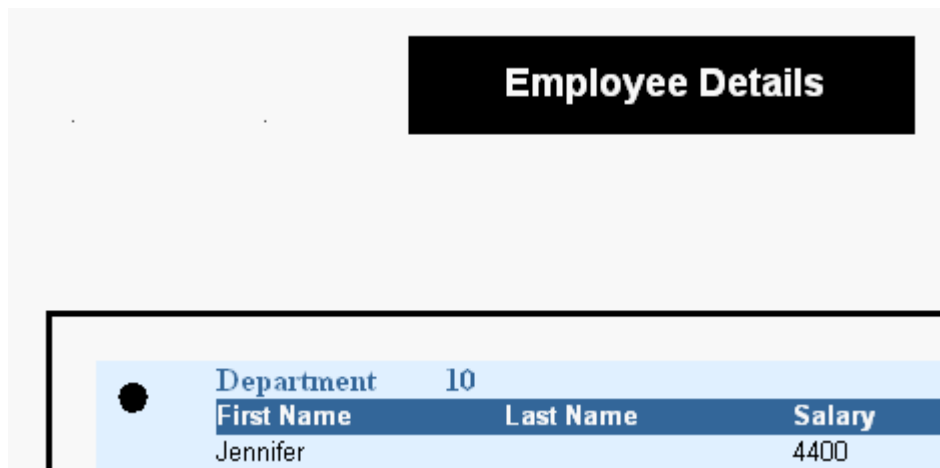 Employee Details
Department 10
First Name Last Name Salary
Jennifer 4400